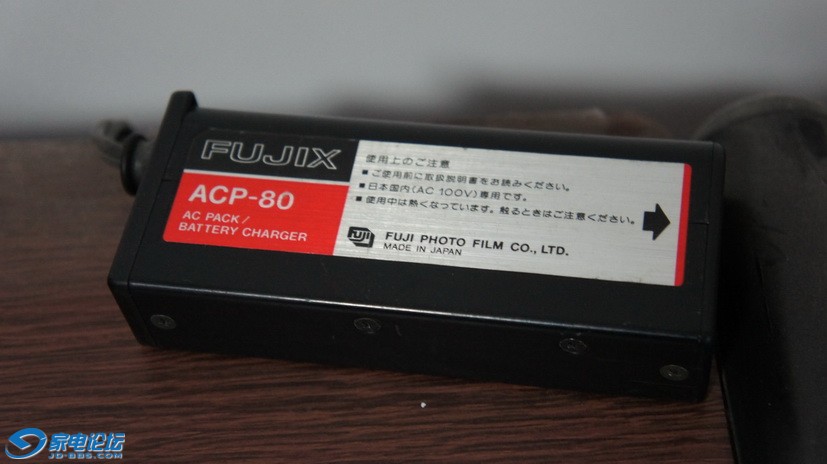 FUJIX
ACP-80
AC PACK/
BATTERY CHARGER
使用上のご注意
■ご使用前に取扱説明書をお読みください。
■日本国内(AC 100V)専用です。
■使用中は熱くなっています。触るときはご注意ください。
FUJI
FUJI PHOTO FILM CO., LTD.
MADE IN JAPAN
家电论坛
JD-BBS.COM